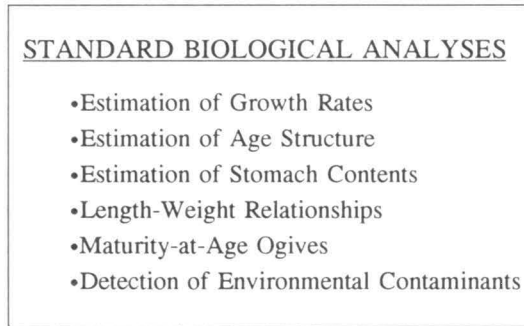 STANDARD BIOLOGICAL ANALYSES
•Estimation of Growth Rates
•Estimation of Age Structure
•Estimation of Stomach Contents
•Length-Weight Relationships
•Maturity-at-Age Ogives
•Detection of Environmental Contaminants